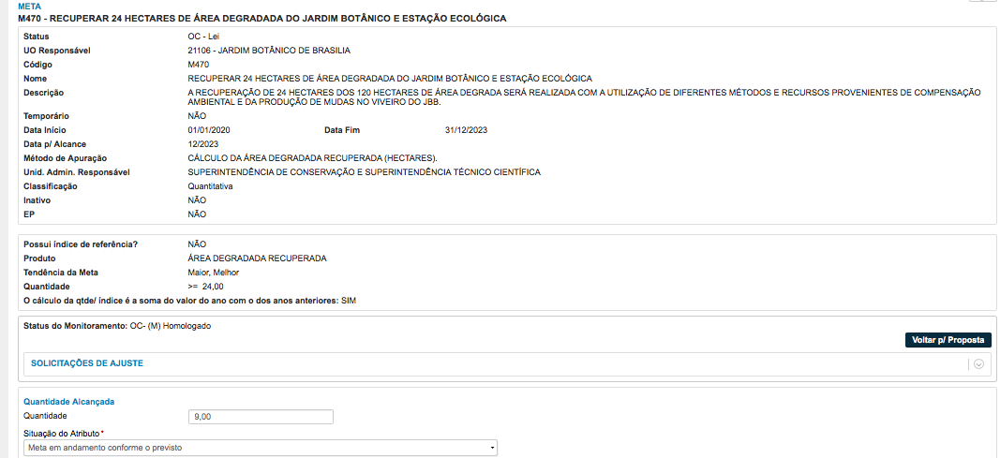 META
M470 - RECUPERAR 24 HECTARES DE ÁREA DEGRADADA DO JARDIM BOTÂNICO E ESTAÇÃO ECOLÓGICA
Status OC - Lei
UO Responsável 21106 - JARDIM BOTÂNICO DE BRASILIA
Código M470
Nome RECUPERAR 24 HECTARES DE ÁREA DEGRADADA DO JARDIM BOTÂNICO E ESTAÇÃO ECOLÓGICA
Descrição A RECUPERAÇÃO DE 24 HECTARES DOS 120 HECTARES DE ÁREA DEGRADA SERÁ REALIZADA COM A UTILIZAÇÃO DE DIFERENTES MÉTODOS E RECURSOS PROVENIENTES DE COMPENSAÇÃO
AMBIENTAL E DA PRODUÇÃO DE MUDAS NO VIVEIRO DO JBB.
Temporário NÃO
Data Início 01/01/2020 Data Fim 31/12/2023
Data p/ Alcance 12/2023
Método de Apuração CÁLCULO DA ÁREA DEGRADADA RECUPERADA (HECTARES).
Unid. Admin. Responsável SUPERINTENDÊNCIA DE CONSERVAÇÃO E SUPERINTENDÊNCIA TÉCNICO CIENTÍFICA
Classificação Quantitativa
Inativo NÃO
EP NÃO
Possui índice de referência? NÃO
Produto ÁREA DEGRADADA RECUPERADA
Tendência da Meta Maior, Melhor
Quantidade >= 24,00
O cálculo da qtde/ índice é a soma do valor do ano com o dos anos anteriores: SIM
Status do Monitoramento: OC- (M) Homologado
Voltar p/ Proposta
SOLICITAÇÕES DE AJUSTE
Quantidade Alcançada
Quantidade 9,00
Situação do Atributo *
Meta em andamento conforme o previsto